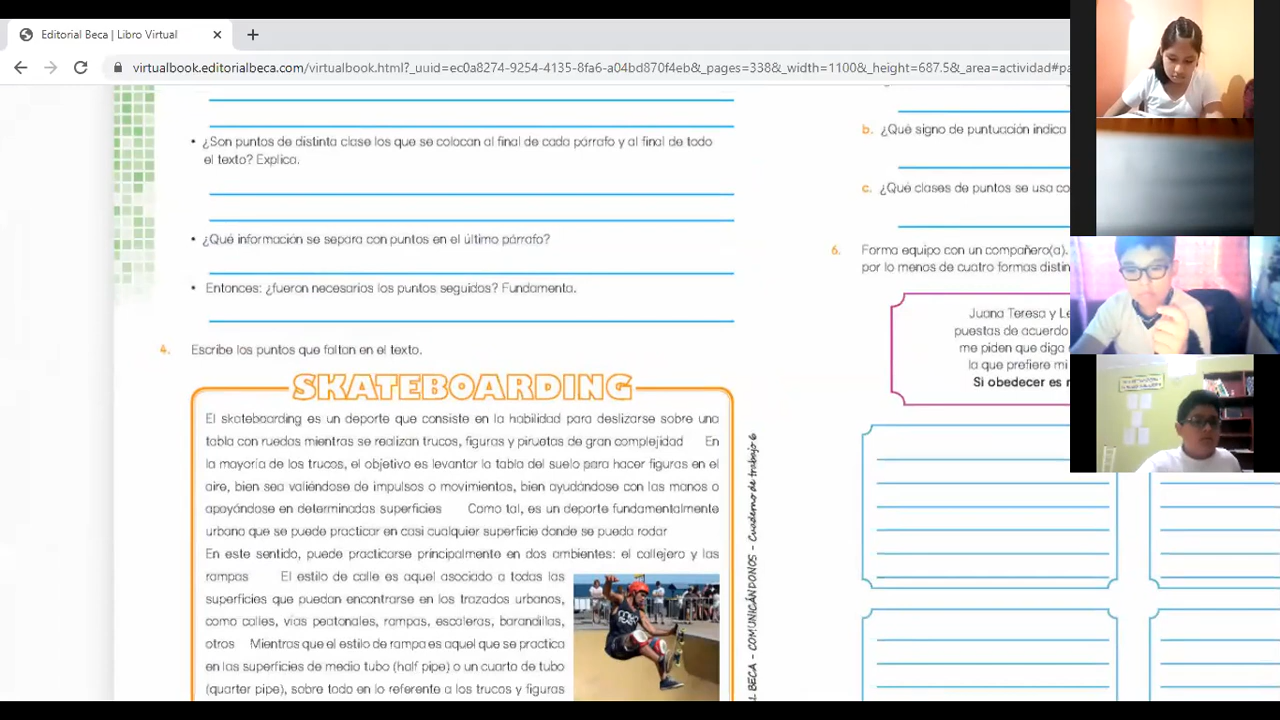 Editorial Beca | Libro Virtual
virtualbook.editorialbeca.com/virtualbook.html?_uuid=ec0aa274-9254-4135-8fa6-a04bd870f4eb&_pages=338&_width=1100&_height=687.5&_area=actividad#pa
• ¿Son puntos de distinta clase los que se colocan al final de cada párrafo y al final de todo
el texto? Explica.
• ¿Qué información se separa con puntos en el último párrafo?
• Entonces: ¿fueron necesarios los puntos seguidos? Fundamenta.
4. Escribe los puntos que faltan en el texto.
SKATEBOARDING
El skateboarding es un deporte que consiste en la habilidad para deslizarse sobre una
tabla con ruedas mientras se realizan trucos, figuras y piruetas de gran complejidad En
la mayoría de los trucos, el objetivo es levantar la tabla del suelo para hacer figuras en el
aire, bien sea valiéndose de impulsos o movimientos, bien ayudándose con las manos o
apoyándose en determinadas superficies Como tal, es un deporte fundamentalmente
urbano que se puede practicar en casi cualquier superficie donde se pueda rodar
En este sentido, puede practicarse principalmente en dos ambientes: el callejero y las
rampas El estilo de calle es aquel asociado a todas las
superficies que puedan encontrarse en los trazados urbanos,
como calles, vías peatonales, rampas, escaleras, barandillas,
otros Mientras que el estilo de rampa es aquel que se practica
en las superficies de medio tubo (half pipe) o un cuarto de tubo
(quarter pipe), sobre todo en lo referente a los trucos y figuras
BECA - COMUNICÁNDONOS - Cuaderno de trabajo 6
b. ¿Qué signo de puntuación indica
c. ¿Qué clases de puntos se usa co
6. Forma equipo con un compañero(a).
por lo menos de cuatro formas distin
Juana Teresa y Le
puestas de acuerdo
me piden que diga
la que prefiere mi
Si obedecer es